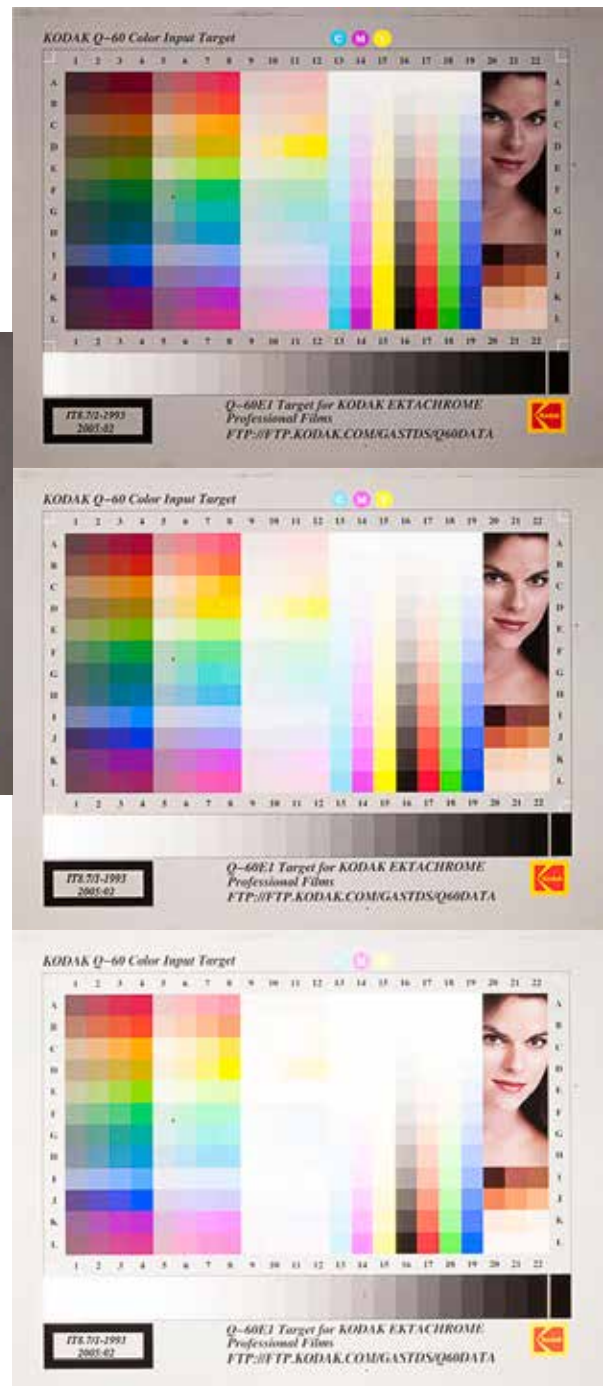 KODAK Q-60 Color Input Target
C M Y
1 2 3 4 5 6 7 8 9 10 11 12 13 14 15 16 17 18 19 20 21 22
A A
B B
C C
D D
E E
F F
G G
H H
I I
J J
K K
L L
1 2 3 4 5 6 7 8 9 10 11 12 13 14 15 16 17 18 19 20 21 22
Q-60E1 Target for KODAK EKTACHROME
IT8.7/1-1993 Professional Films Kodak
2005:02 FTP://FTP.KODAK.COM/GASTDS/Q60DATA
KODAK Q-60 Color Input Target
C M Y
1 2 3 4 5 6 7 8 9 10 11 12 13 14 15 16 17 18 19 20 21 22
A A
B B
C C
D D
E E
F F
G G
H H
I I
J J
K K
L L
1 2 3 4 5 6 7 8 9 10 11 12 13 14 15 16 17 18 19 20 21 22
Q-60E1 Target for KODAK EKTACHROME
IT8.7/1-1993 Professional Films Kodak
2005:02 FTP://FTP.KODAK.COM/GASTDS/Q60DATA
KODAK Q-60 Color Input Target
M
1 2 3 4 5 6 7 8 9 10 11 12 13 14 15 16 17 18 19 20 21 22
A A
B B
C C
D D
E E
F F
G G
H H
I I
J J
K K
L L
1 2 3 4 5 6 7 8 9 10 11 12 13 14 15 16 17 18 19 20 21 22
Q-60E1 Target for KODAK EKTACHROME
IT8.7/1-1993 Professional Films Kodak
2005:02 FTP://FTP.KODAK.COM/GASTDS/Q60DATA